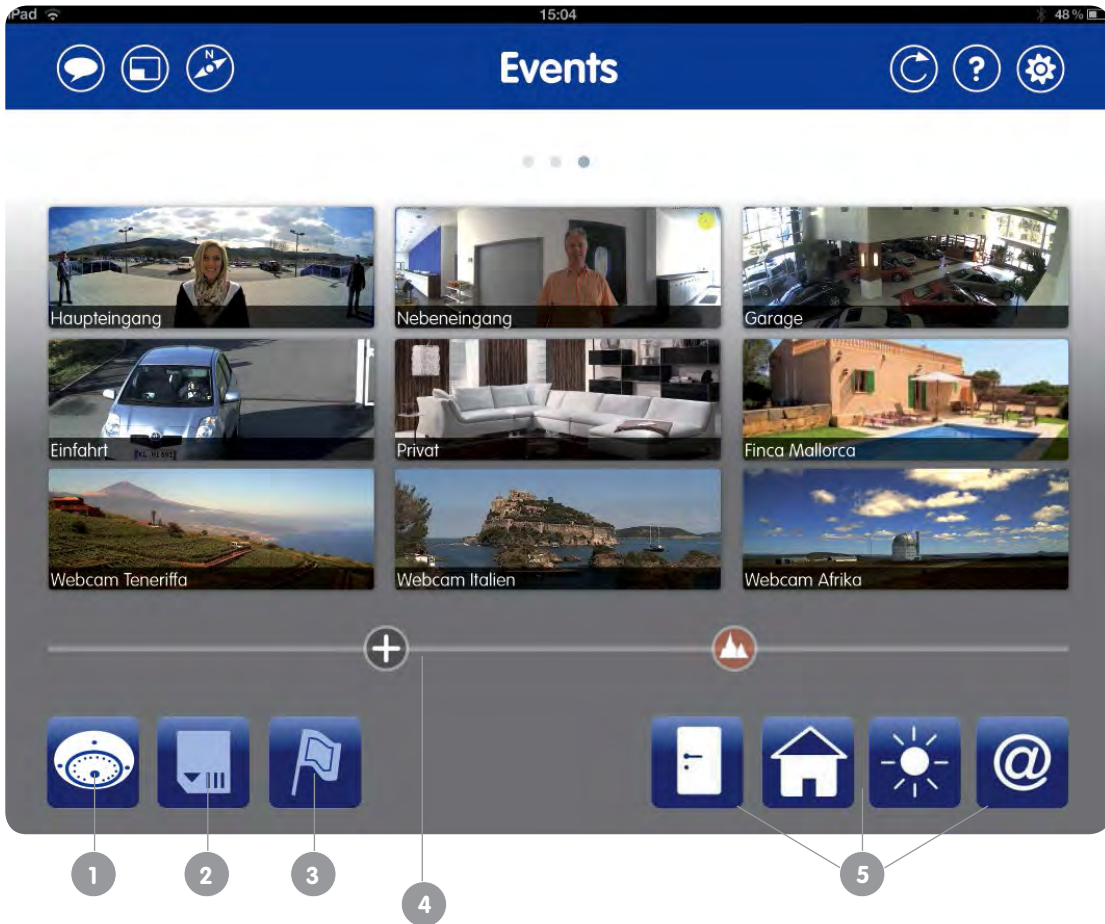 iPad 15:04 48 %
N
Events
?
Haupteingang Nebeneingang Garage
Einfahrt Privat Finca Mallorca
Webcam Teneriffa Webcam Italien Webcam Afrika
@
1 2 3 4 5